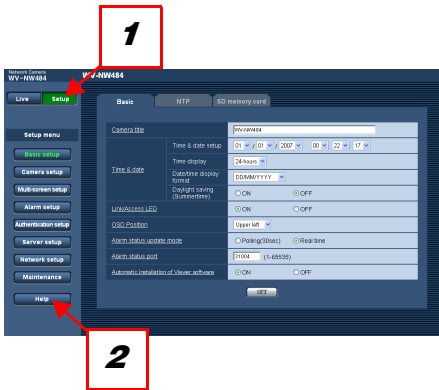 1
Network Camera
WV-NW484
WV-NW484
Live Setup
Basic NTP SD memory card
Setup menu
Basic setup
Camera setup
Multi-screen setup
Alarm setup
Authentication setup
Server setup
Network setup
Maintenance
Help
Camera title WV-NW484
Time & date
Time & date setup 01 / 01 / 2007 00 : 22 : 17
Time display 24-hours
Date/time display format DD/MM/YYYY
Daylight saving (Summertime) ON OFF
Link/Access LED ON OFF
OSD Position Upper left
Alarm status update mode Polling(30sec) Real time
Alarm status port 31004 (1-65535)
Automatic installation of Viewer software ON OFF
SET
2